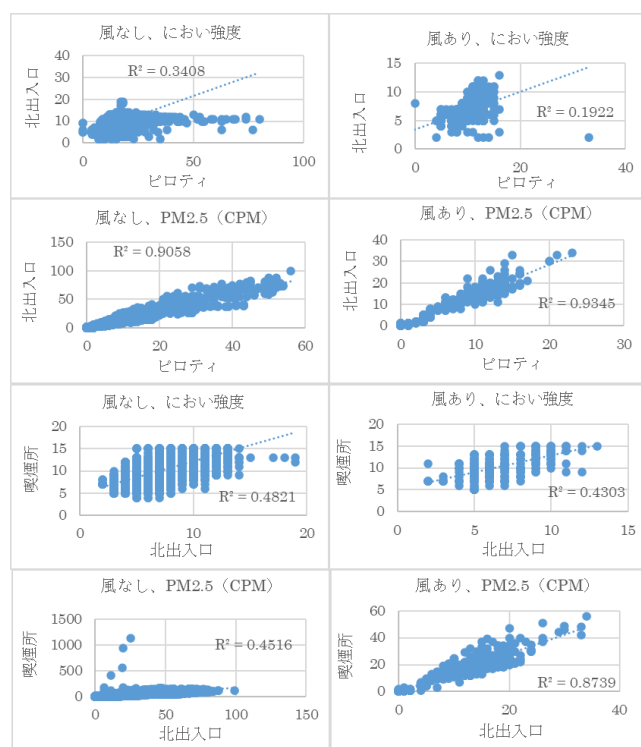 風なし、におい強度
40
30
20
10
0
0
50
100
R² = 0.3408
北出入口
ピロティ
風あり、におい強度
15
10
5
0
0
20
40
R² = 0.1922
北出入口
ピロティ
風なし、PM2.5（CPM）
150
100
50
0
0
20
40
60
R² = 0.9058
北出入口
ピロティ
風あり、PM2.5（CPM）
40
30
20
10
0
0
10
20
30
R² = 0.9345
北出入口
ピロティ
風なし、におい強度
20
15
10
5
0
0
10
20
R² = 0.4821
喫煙所
北出入口
風あり、におい強度
20
15
10
5
0
0
5
10
15
R² = 0.4303
喫煙所
北出入口
風なし、PM2.5（CPM）
1500
1000
500
0
0
50
100
150
R² = 0.4516
喫煙所
北出入口
風あり、PM2.5（CPM）
60
40
20
0
0
20
40
R² = 0.8739
喫煙所
北出入口